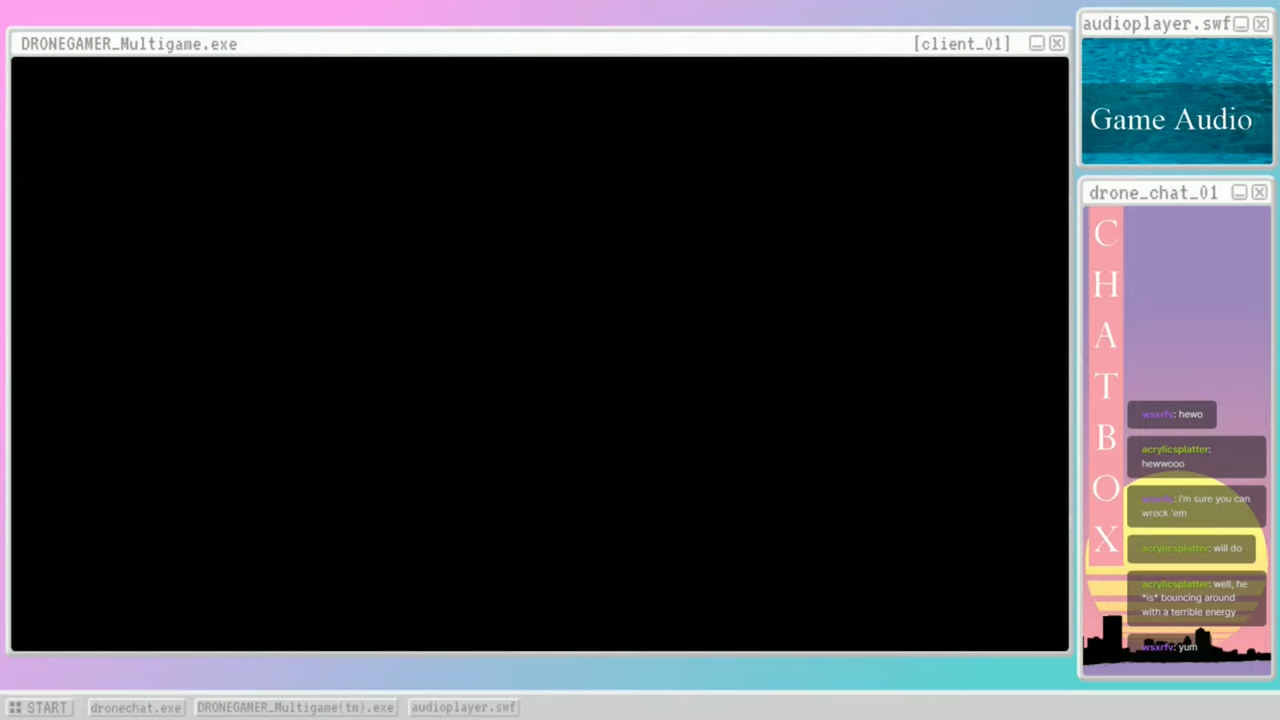 DRONEGAMER_Multigame.exe
[client_01]
audioplayer.swf
Game Audio
drone_chat_01
CHATBOX
wsxrfv: hewo
acrylicsplatter:
hewwooo
: i'm sure you can
wreck 'em
acrylicsplatter: will do
acrylicsplatter: well, he
*is* bouncing around
with a terrible energy
wsxrfv: yum
START
dronechat.exe
DRONEGAMER_Multigame(tm).exe
audioplayer.swf